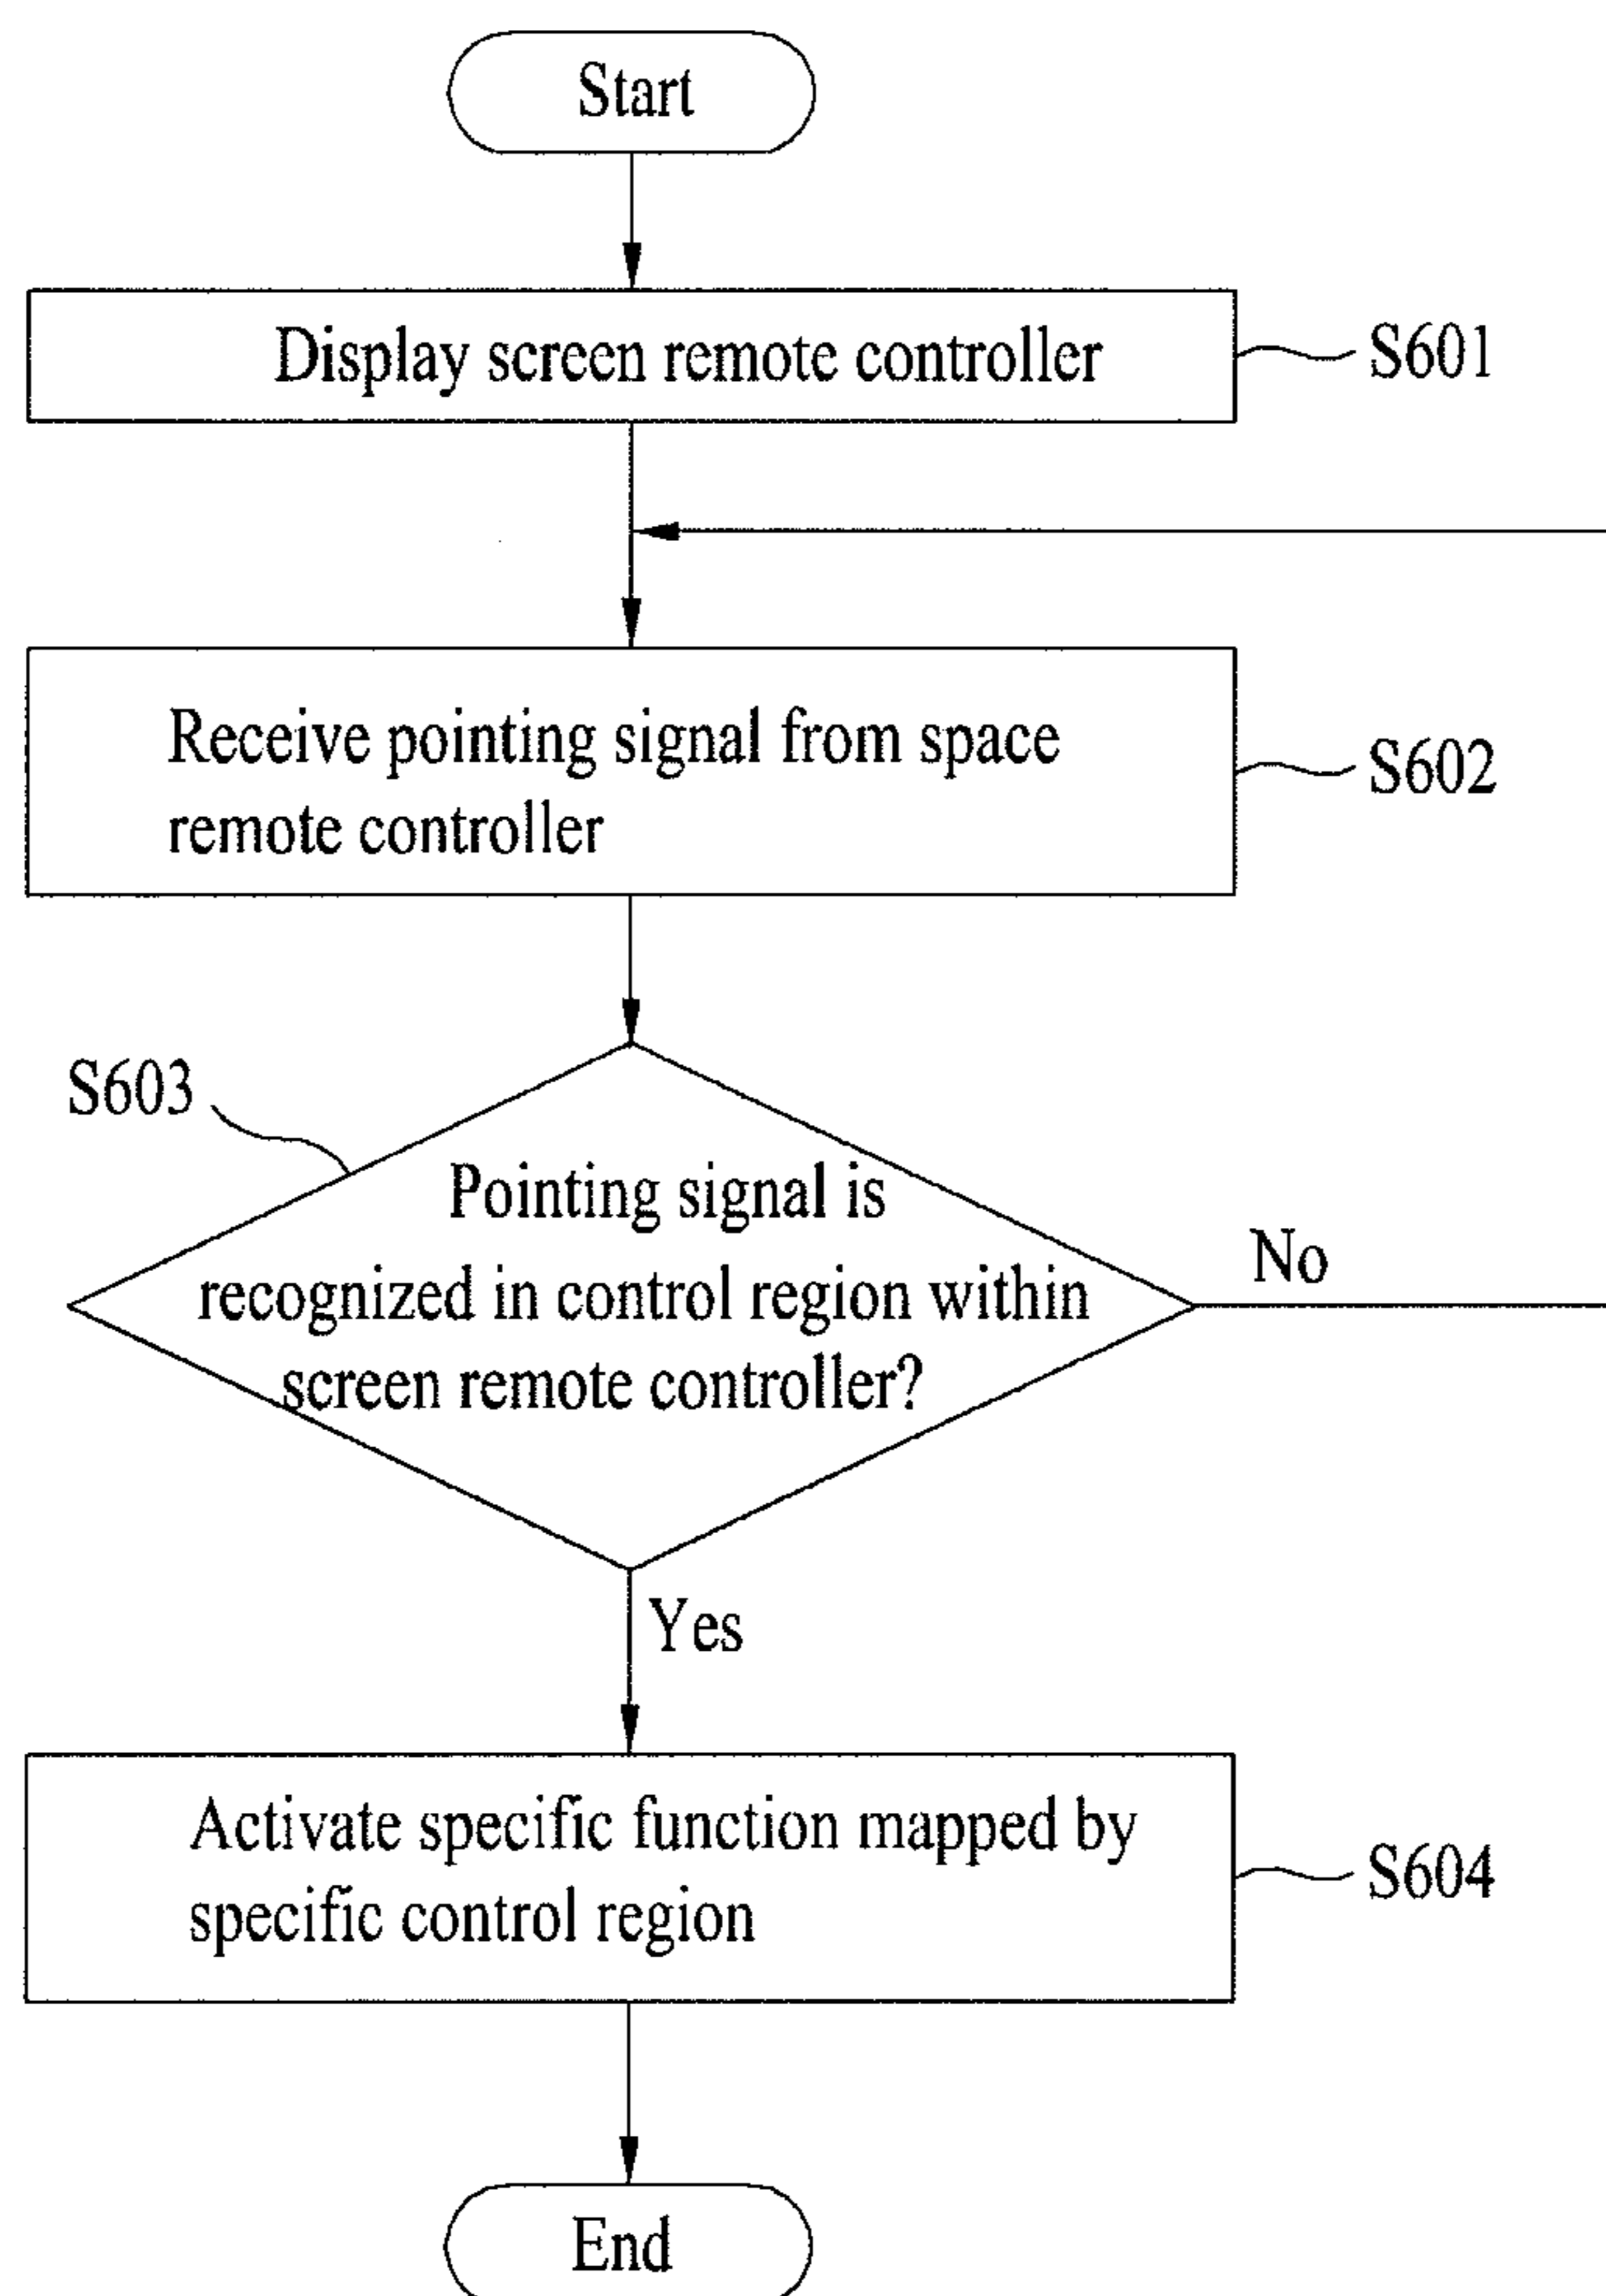 Start
Display screen remote controller
S601
Receive pointing signal from space
remote controller
S602
S603
Pointing signal is
recognized in control region within
screen remote controller?
No
Yes
Activate specific function mapped by
specific control region
S604
End